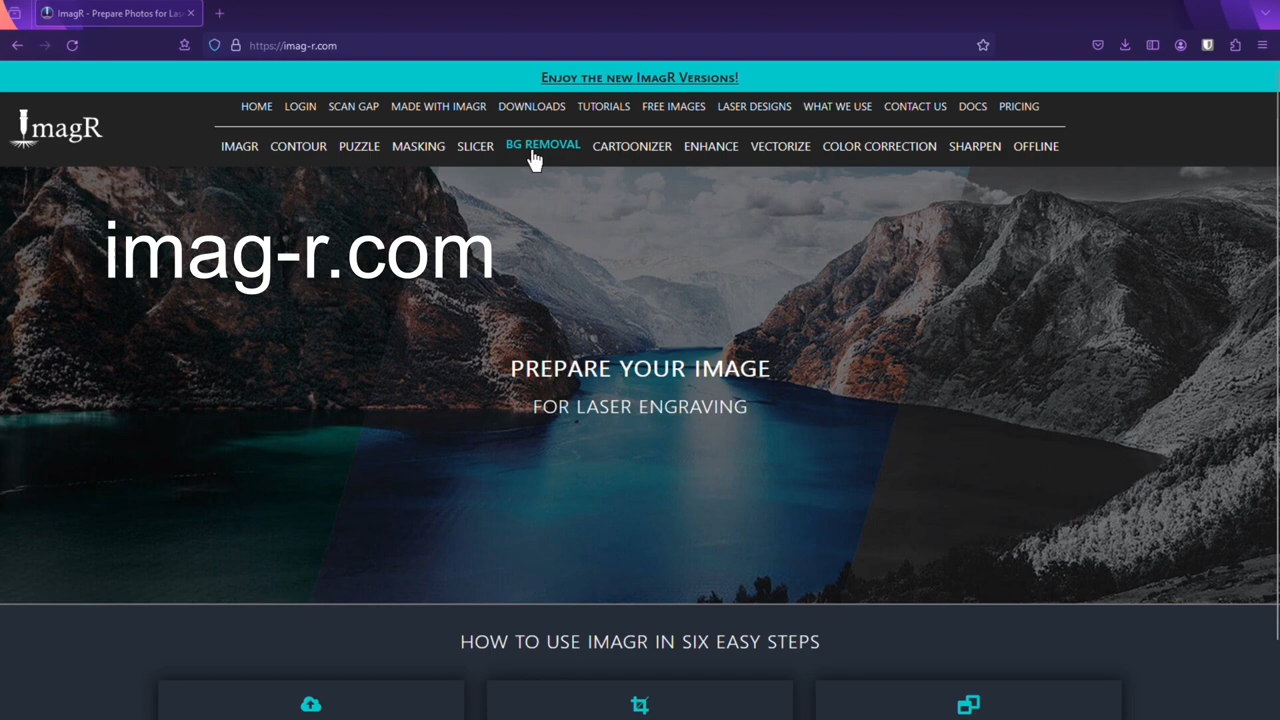 ImagR - Prepare Photos for Las
https://imag-r.com
Enjoy the new ImagR Versions!
ImagR
HOME LOGIN SCAN GAP MADE WITH IMAGR DOWNLOADS TUTORIALS FREE IMAGES LASER DESIGNS WHAT WE USE CONTACT US DOCS PRICING
IMAGR CONTOUR PUZZLE MASKING SLICER BG REMOVAL CARTOONIZER ENHANCE VECTORIZE COLOR CORRECTION SHARPEN OFFLINE
imag-r.com
PREPARE YOUR IMAGE
FOR LASER ENGRAVING
HOW TO USE IMAGR IN SIX EASY STEPS